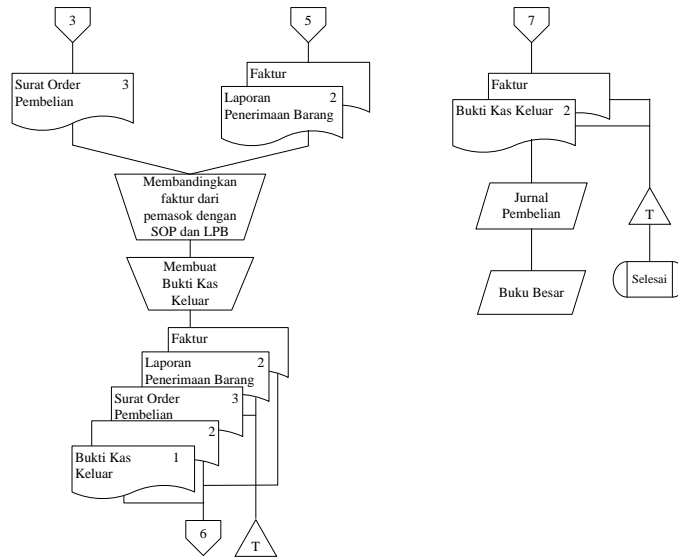 3
5
7
Surat Order 3
Pembelian
Faktur
Laporan 2
Penerimaan Barang
Faktur
Bukti Kas Keluar 2
Membandingkan
faktur dari
pemasok dengan
SOP dan LPB
Jurnal
Pembelian
T
Membuat
Bukti Kas
Keluar
Buku Besar
Selesai
Faktur
Laporan 2
Penerimaan Barang
Surat Order 3
Pembelian
2
Bukti Kas 1
Keluar
6
T